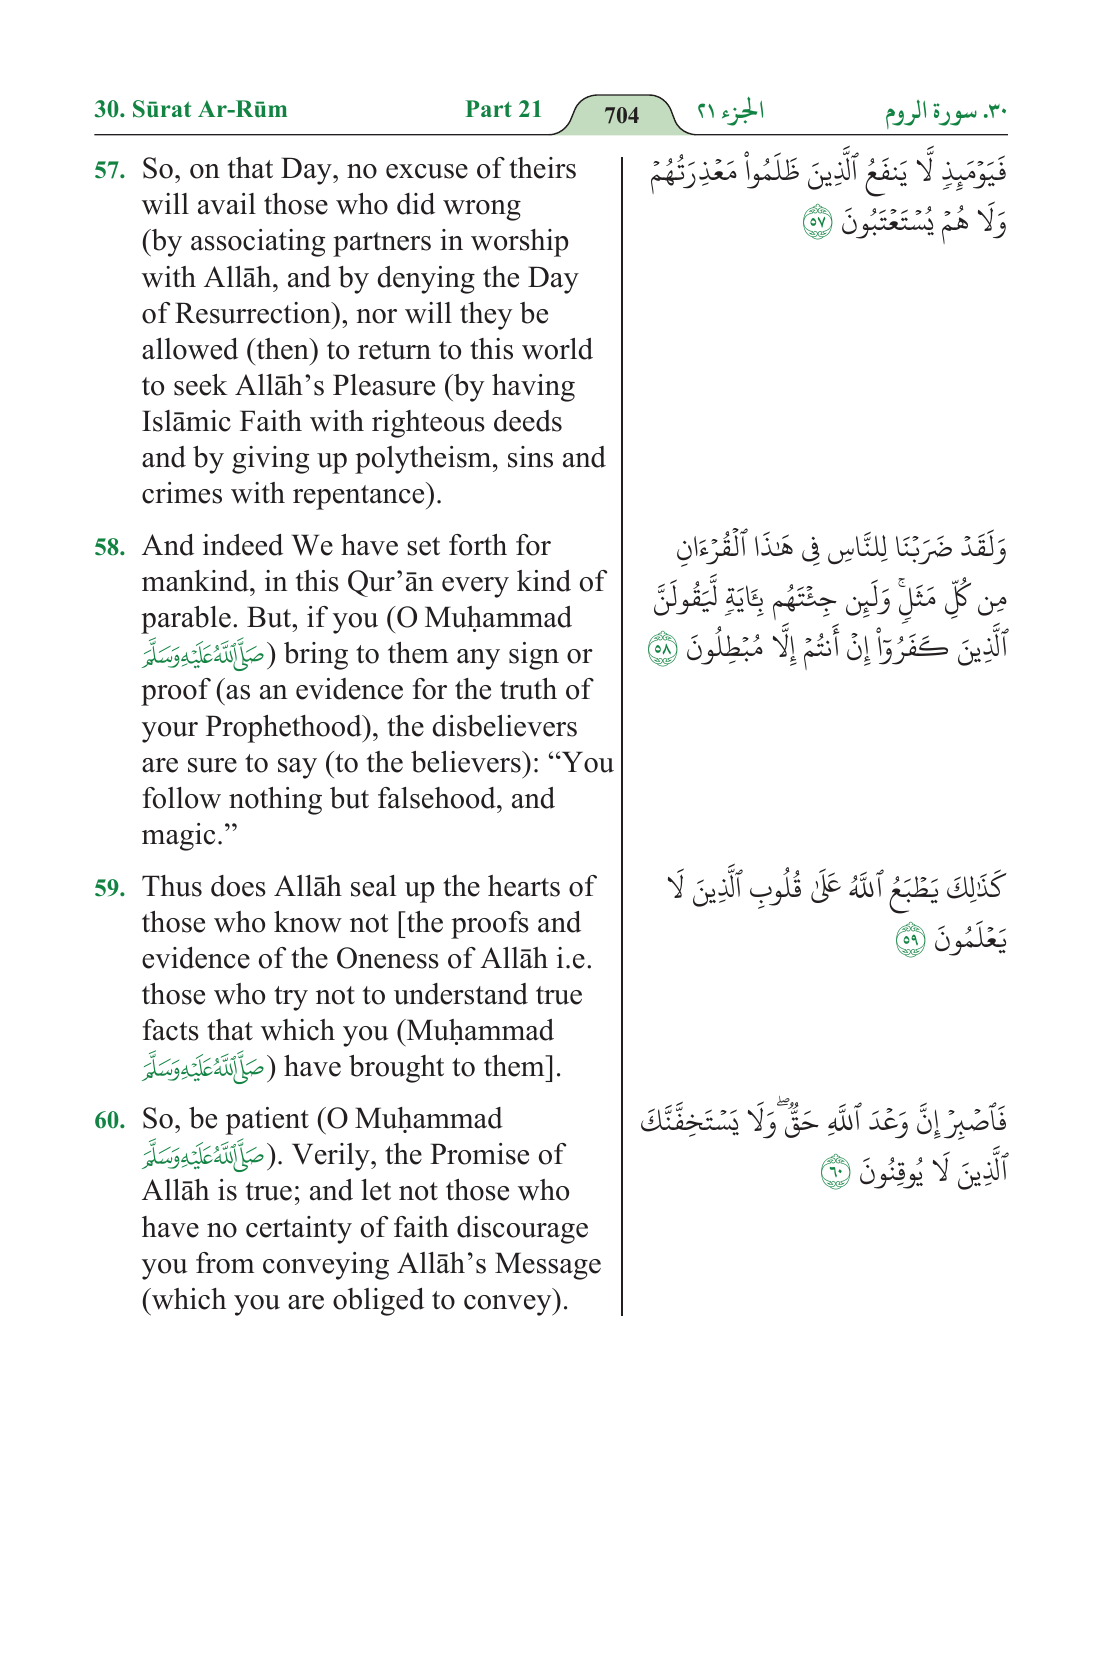 30. Sūrat Ar-Rūm Part 21 704 الجزء ٢١ ٣٠. سورة الروم
57. So, on that Day, no excuse of theirs
will avail those who did wrong
(by associating partners in worship
with Allāh, and by denying the Day
of Resurrection), nor will they be
allowed (then) to return to this world
to seek Allāh’s Pleasure (by having
Islāmic Faith with righteous deeds
and by giving up polytheism, sins and
crimes with repentance).
فَيَوْمَئِذٍ لَّا يَنفَعُ ٱلَّذِينَ ظَلَمُوا۟ مَعْذِرَتُهُمْ
وَلَا هُمْ يُسْتَعْتَبُونَ ٥٧
58. And indeed We have set forth for
mankind, in this Qur’ān every kind of
parable. But, if you (O Muḥammad
صَلَّى ٱللَّهُ عَلَيْهِ وَسَلَّمَ) bring to them any sign or
proof (as an evidence for the truth of
your Prophethood), the disbelievers
are sure to say (to the believers): “You
follow nothing but falsehood, and
magic.”
وَلَقَدْ ضَرَبْنَا لِلنَّاسِ فِى هَـٰذَا ٱلْقُرْءَانِ
مِن كُلِّ مَثَلٍ ۚ وَلَئِن جِئْتَهُم بِـَٔايَةٍ لَّيَقُولَنَّ
ٱلَّذِينَ كَفَرُوٓا۟ إِنْ أَنتُمْ إِلَّا مُبْطِلُونَ ٥٨
59. Thus does Allāh seal up the hearts of
those who know not [the proofs and
evidence of the Oneness of Allāh i.e.
those who try not to understand true
facts that which you (Muḥammad
صَلَّى ٱللَّهُ عَلَيْهِ وَسَلَّمَ) have brought to them].
كَذَٰلِكَ يَطْبَعُ ٱللَّهُ عَلَىٰ قُلُوبِ ٱلَّذِينَ لَا
يَعْلَمُونَ ٥٩
60. So, be patient (O Muḥammad
صَلَّى ٱللَّهُ عَلَيْهِ وَسَلَّمَ). Verily, the Promise of
Allāh is true; and let not those who
have no certainty of faith discourage
you from conveying Allāh’s Message
(which you are obliged to convey).
فَٱصْبِرْ إِنَّ وَعْدَ ٱللَّهِ حَقٌّ ۖ وَلَا يَسْتَخِفَّنَّكَ
ٱلَّذِينَ لَا يُوقِنُونَ ٦٠